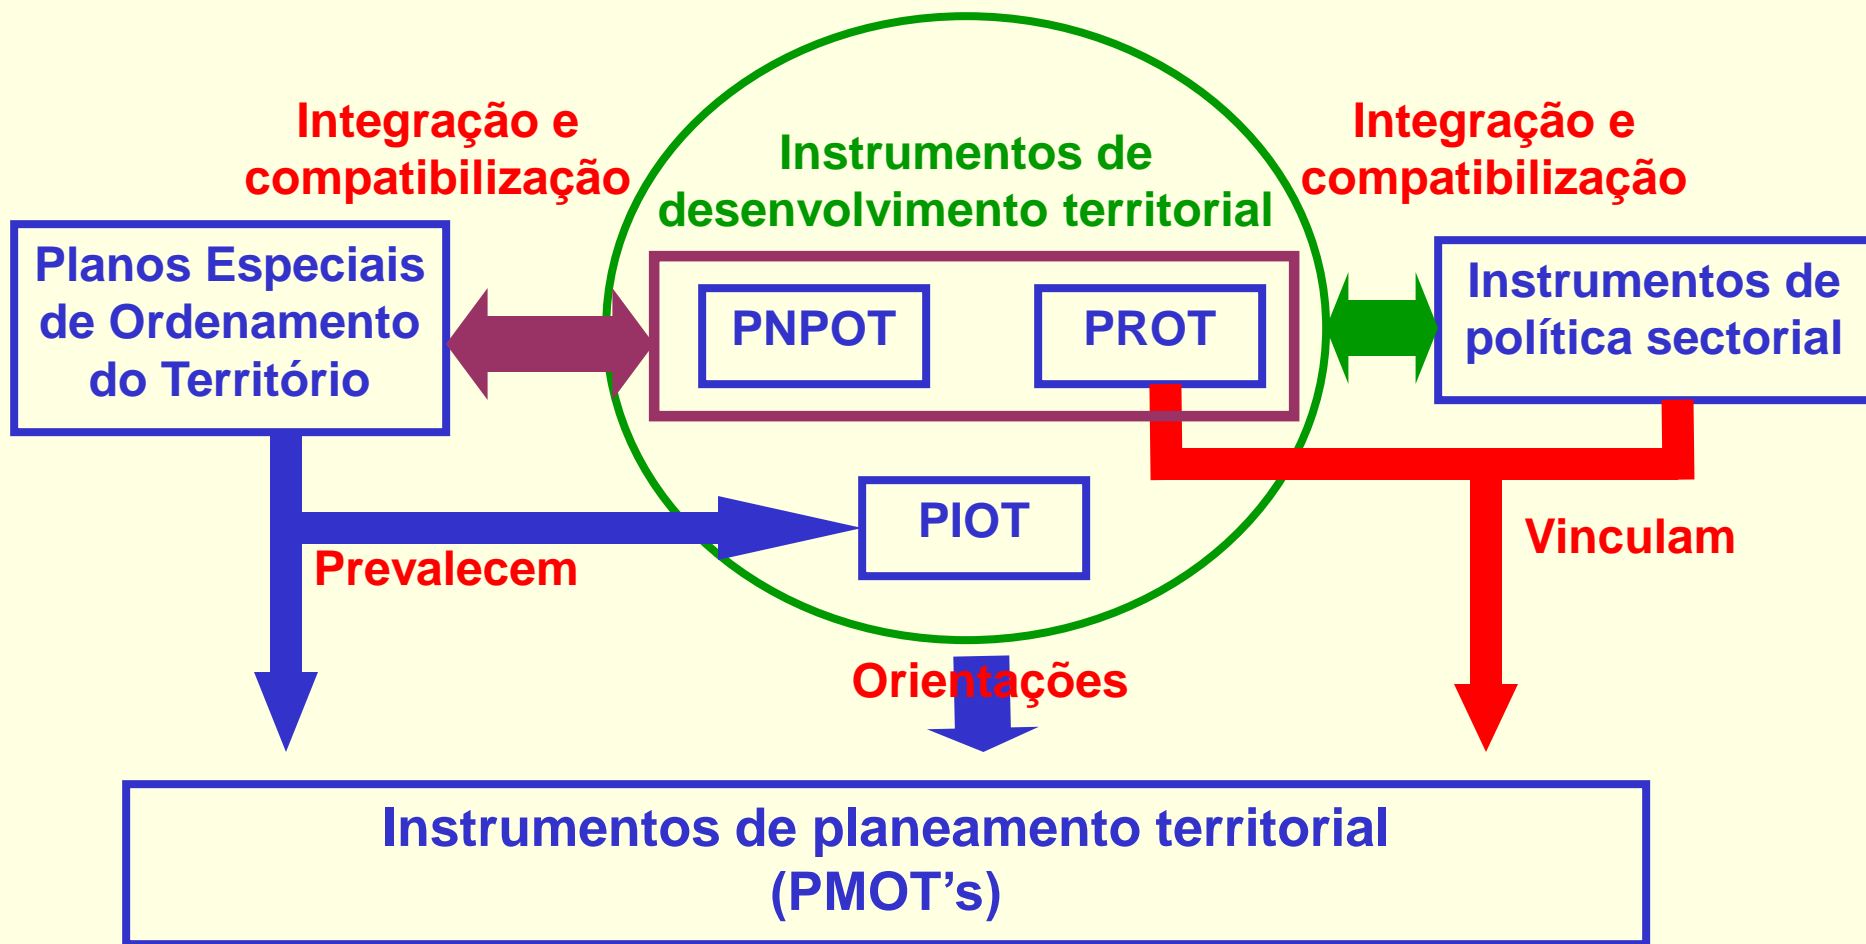 Integração e
compatibilização
Instrumentos de
desenvolvimento territorial
Integração e
compatibilização
Planos Especiais
de Ordenamento
do Território
PNPOT
PROT
Instrumentos de
política sectorial
PIOT
Prevalecem
Vinculam
Orientações
Instrumentos de planeamento territorial
(PMOT’s)